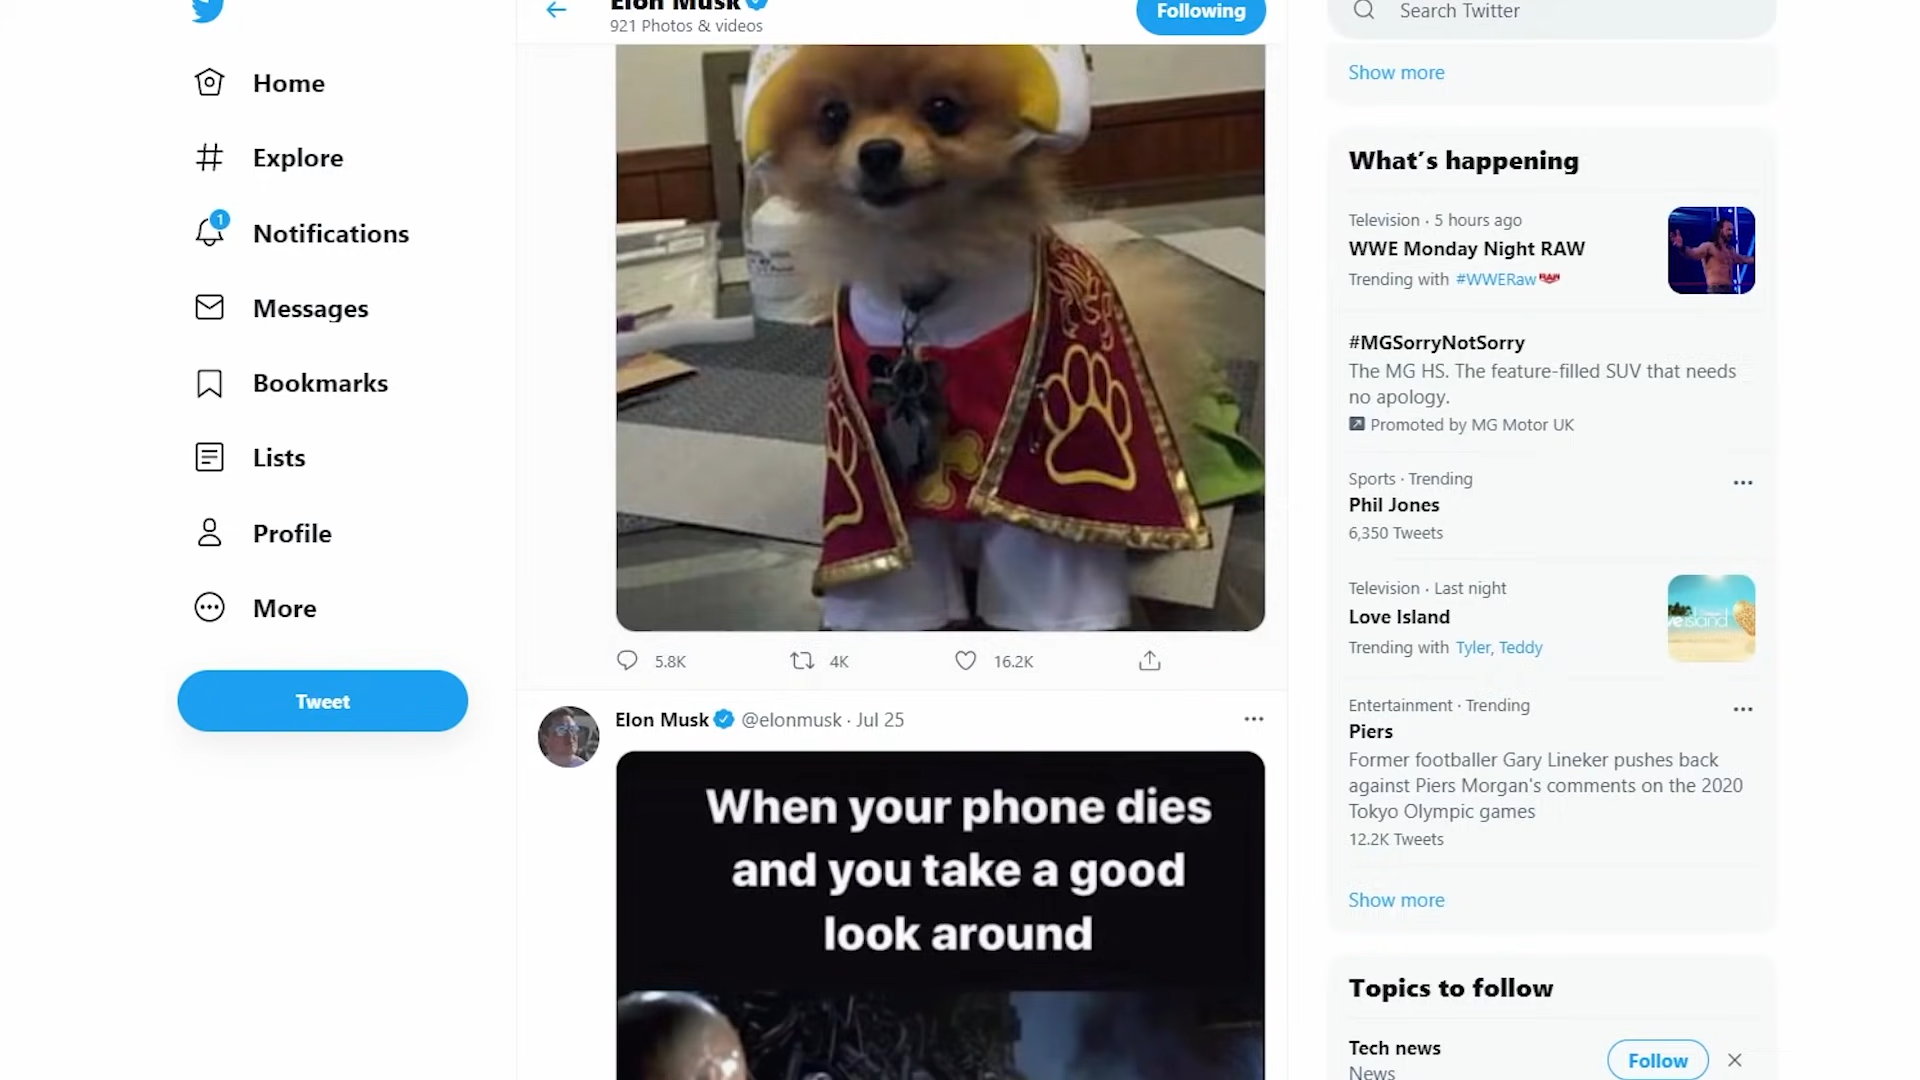 Home
Explore
1
Notifications
Messages
Bookmarks
Lists
Profile
More
Tweet
Elon Musk
921 Photos & videos
Following
5.8K
4K
16.2K
Elon Musk @elonmusk · Jul 25
When your phone dies
and you take a good
look around
Search Twitter
Show more
What's happening
Television · 5 hours ago
WWE Monday Night RAW
Trending with #WWERaw
#MGSorryNotSorry
The MG HS. The feature-filled SUV that needs
no apology.
Promoted by MG Motor UK
Sports · Trending
Phil Jones
6,350 Tweets
Television · Last night
Love Island
Trending with Tyler, Teddy
Entertainment · Trending
Piers
Former footballer Gary Lineker pushes back
against Piers Morgan's comments on the 2020
Tokyo Olympic games
12.2K Tweets
Show more
Topics to follow
Tech news
News
Follow